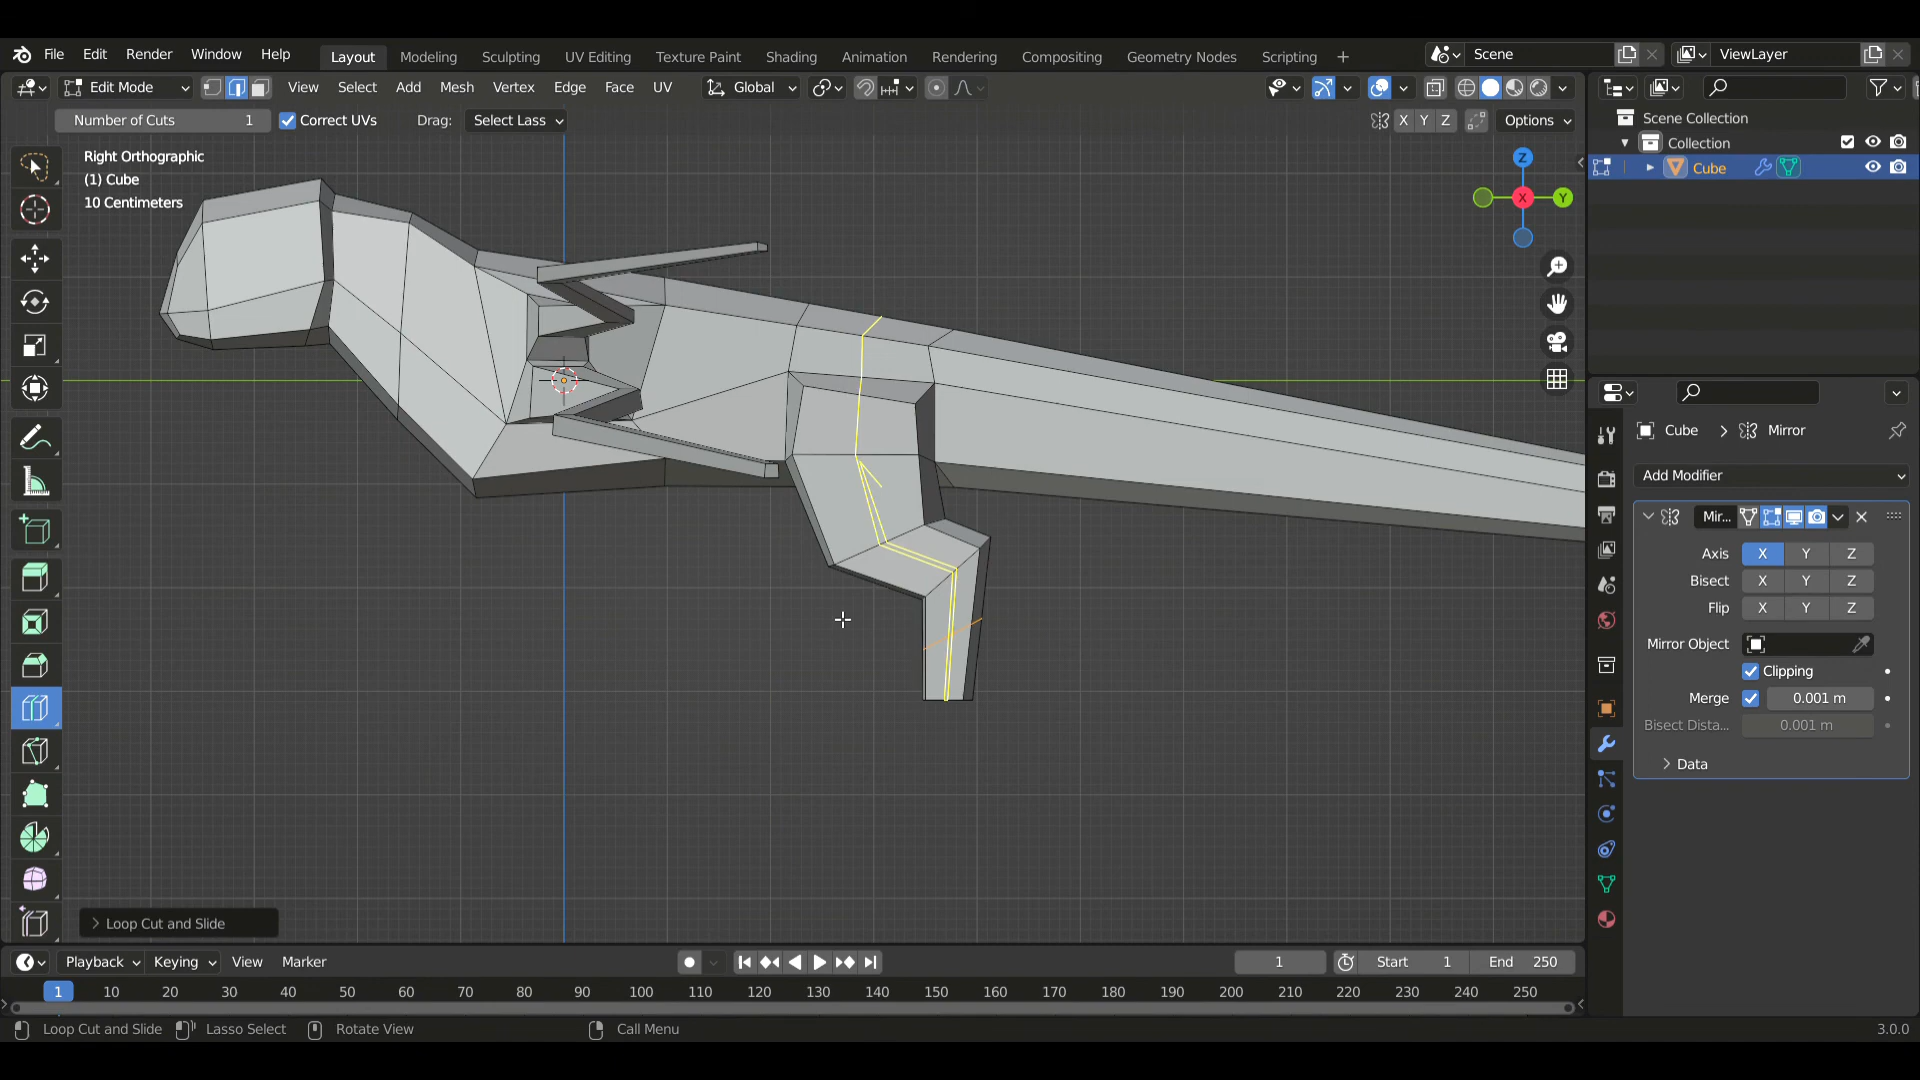 File Edit Render Window Help Layout Modeling Sculpting UV Editing Texture Paint Shading Animation Rendering Compositing Geometry Nodes Scripting + Scene ViewLayer
Edit Mode View Select Add Mesh Vertex Edge Face UV Global
Number of Cuts 1 Correct UVs Drag: Select Lass X Y Z Options
Right Orthographic
(1) Cube
10 Centimeters
Z
X
Y
Scene Collection
Collection
Cube
Cube > Mirror
Add Modifier
Mir...
Axis X Y Z
Bisect X Y Z
Flip X Y Z
Mirror Object
Clipping
Merge 0.001 m
Bisect Dista... 0.001 m
Data
Loop Cut and Slide
Playback Keying View Marker 1 Start 1 End 250
1 10 20 30 40 50 60 70 80 90 100 110 120 130 140 150 160 170 180 190 200 210 220 230 240 250
Loop Cut and Slide Lasso Select Rotate View Call Menu 3.0.0